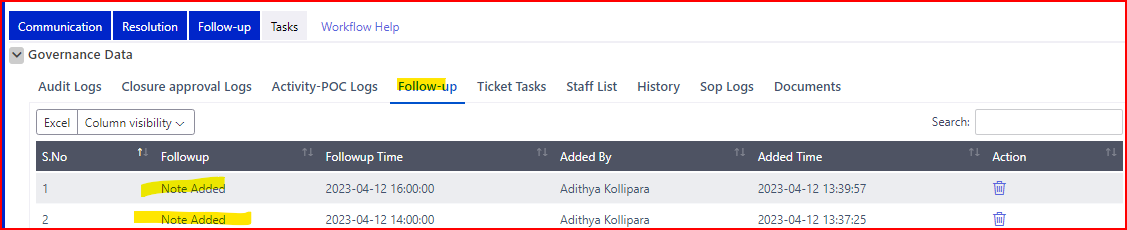 Communication Resolution Follow-up Tasks Workflow Help
Governance Data
Audit Logs Closure approval Logs Activity-POC Logs Follow-up Ticket Tasks Staff List History Sop Logs Documents
Excel Column visibility Search:
S.No Followup Followup Time Added By Added Time Action
1 Note Added 2023-04-12 16:00:00 Adithya Kollipara 2023-04-12 13:39:57
2 Note Added 2023-04-12 14:00:00 Adithya Kollipara 2023-04-12 13:37:25